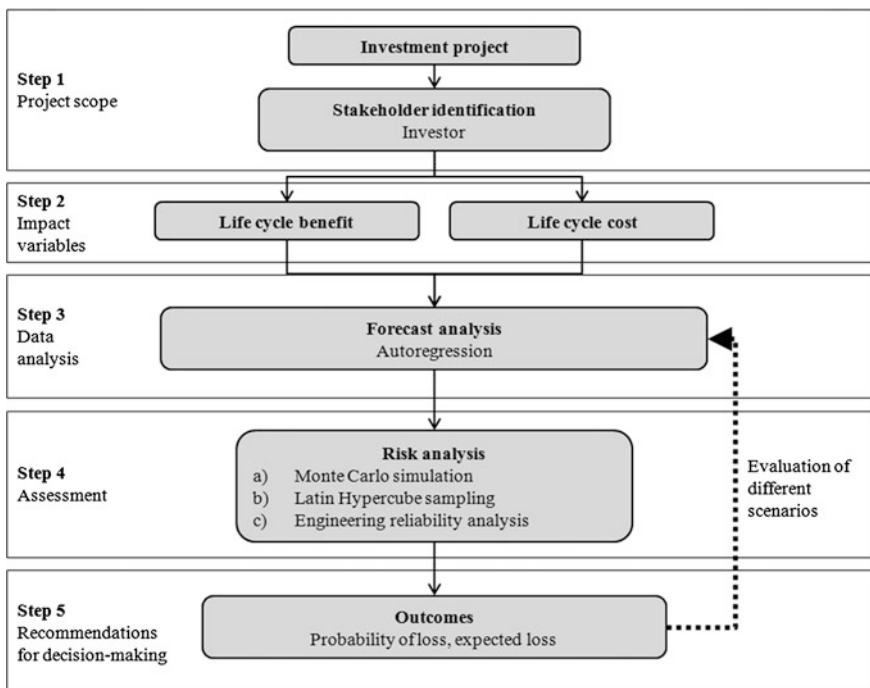 Step 1
Project scope
Investment project
Stakeholder identification
Investor
Step 2
Impact
variables
Life cycle benefit
Life cycle cost
Step 3
Data
analysis
Forecast analysis
Autoregression
Step 4
Assessment
Risk analysis
a) Monte Carlo simulation
b) Latin Hypercube sampling
c) Engineering reliability analysis
Evaluation of
different
scenarios
Step 5
Recommendations
for decision-making
Outcomes
Probability of loss, expected loss